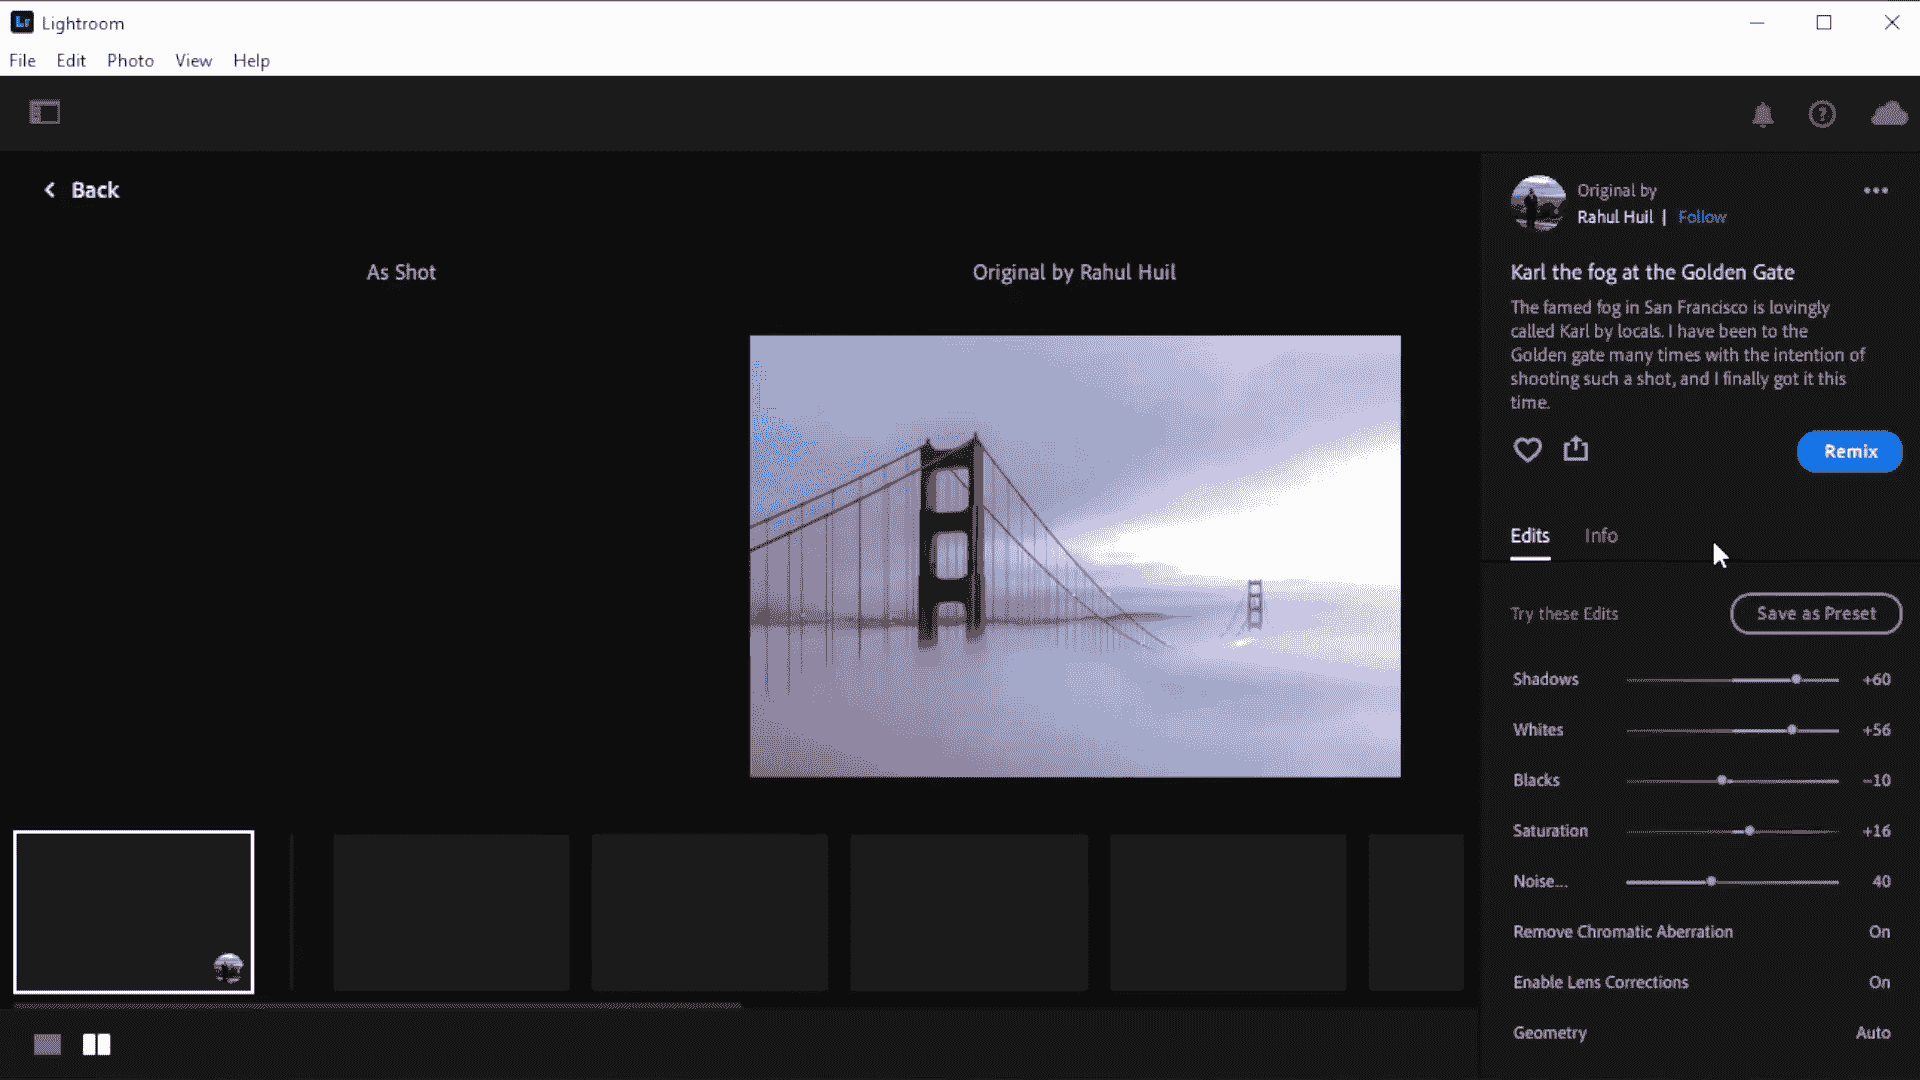 Lr Lightroom
File Edit Photo View Help
Back
As Shot
Original by Rahul Huil
Original by
Rahul Huil | Follow
Karl the fog at the Golden Gate
The famed fog in San Francisco is lovingly
called Karl by locals. I have been to the
Golden gate many times with the intention of
shooting such a shot, and I finally got it this
time.
Remix
Edits Info
Try these Edits Save as Preset
Shadows +60
Whites +56
Blacks -10
Saturation +16
Noise... 40
Remove Chromatic Aberration On
Enable Lens Corrections On
Geometry Auto